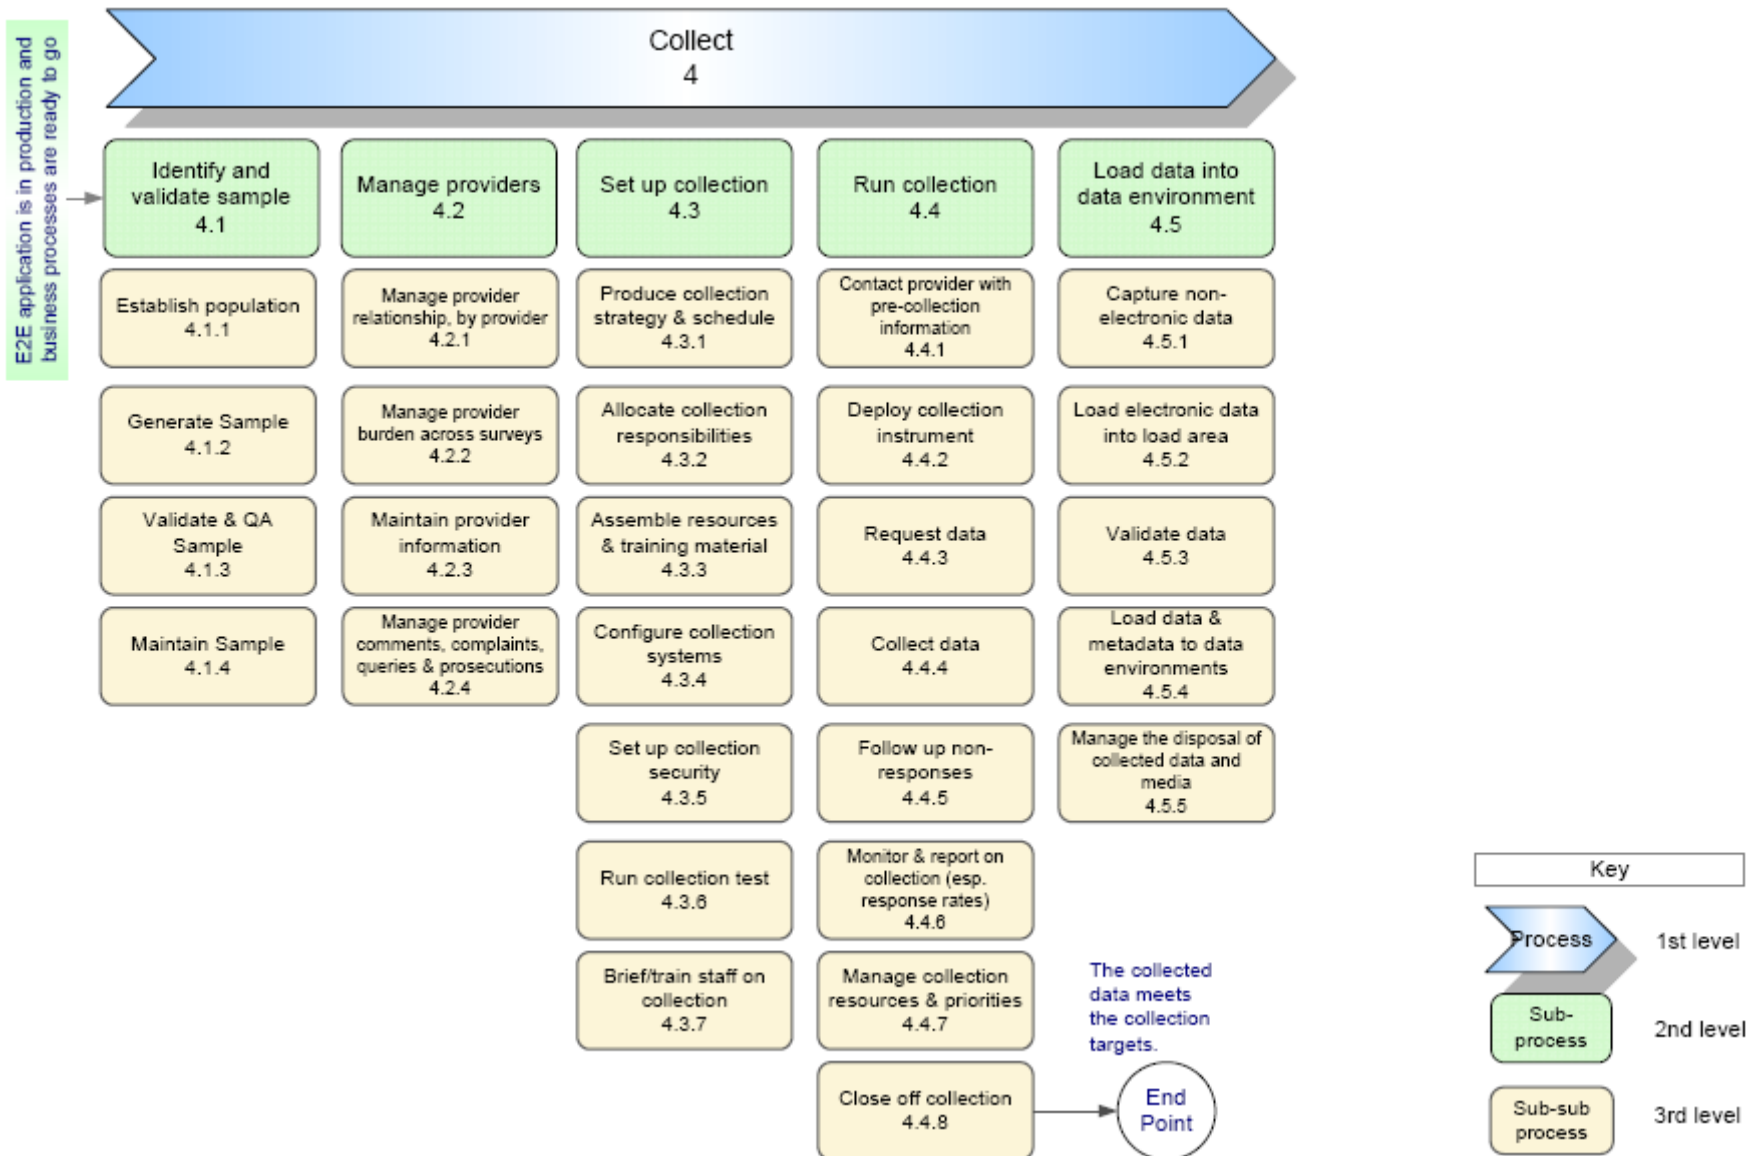 E2E application is in production and
business processes are ready to go
Collect
4
Identify and
validate sample
4.1
Manage providers
4.2
Set up collection
4.3
Run collection
4.4
Load data into
data environment
4.5
Establish population
4.1.1
Manage provider
relationship, by provider
4.2.1
Produce collection
strategy & schedule
4.3.1
Contact provider with
pre-collection
information
4.4.1
Capture non-
electronic data
4.5.1
Generate Sample
4.1.2
Manage provider
burden across surveys
4.2.2
Allocate collection
responsibilities
4.3.2
Deploy collection
instrument
4.4.2
Load electronic data
into load area
4.5.2
Validate & QA
Sample
4.1.3
Maintain provider
information
4.2.3
Assemble resources
& training material
4.3.3
Request data
4.4.3
Validate data
4.5.3
Maintain Sample
4.1.4
Manage provider
comments, complaints,
queries & prosecutions
4.2.4
Configure collection
systems
4.3.4
Collect data
4.4.4
Load data &
metadata to data
environments
4.5.4
Set up collection
security
4.3.5
Follow up non-
responses
4.4.5
Manage the disposal of
collected data and
media
4.5.5
Run collection test
4.3.6
Monitor & report on
collection (esp.
response rates)
4.4.6
Brief/train staff on
collection
4.3.7
Manage collection
resources & priorities
4.4.7
The collected
data meets
the collection
targets.
Close off collection
4.4.8
End
Point
Key
Process
1st level
Sub-
process
2nd level
Sub-sub
process
3rd level